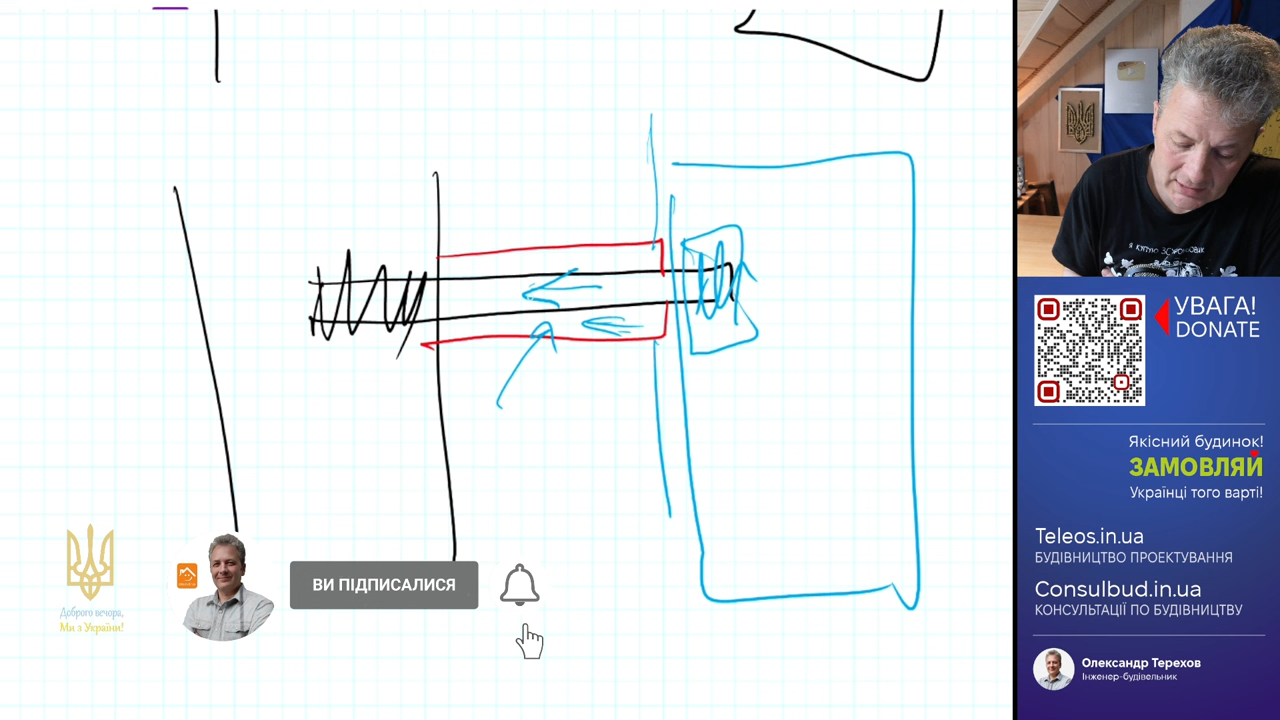 Я КУПУЮ
УВАГА!
DONATE
Якісний будинок!
ЗАМОВЛЯЙ
Українці того варті!
Teleos.in.ua
БУДІВНИЦТВО ПРОЕКТУВАННЯ
Consulbud.in.ua
КОНСУЛЬТАЦІЇ ПО БУДІВНИЦТВУ
Олександр Терехов
Інженер-будівельник
ВИ ПІДПИСАЛИСЯ
Доброго вечора,
Ми з України!